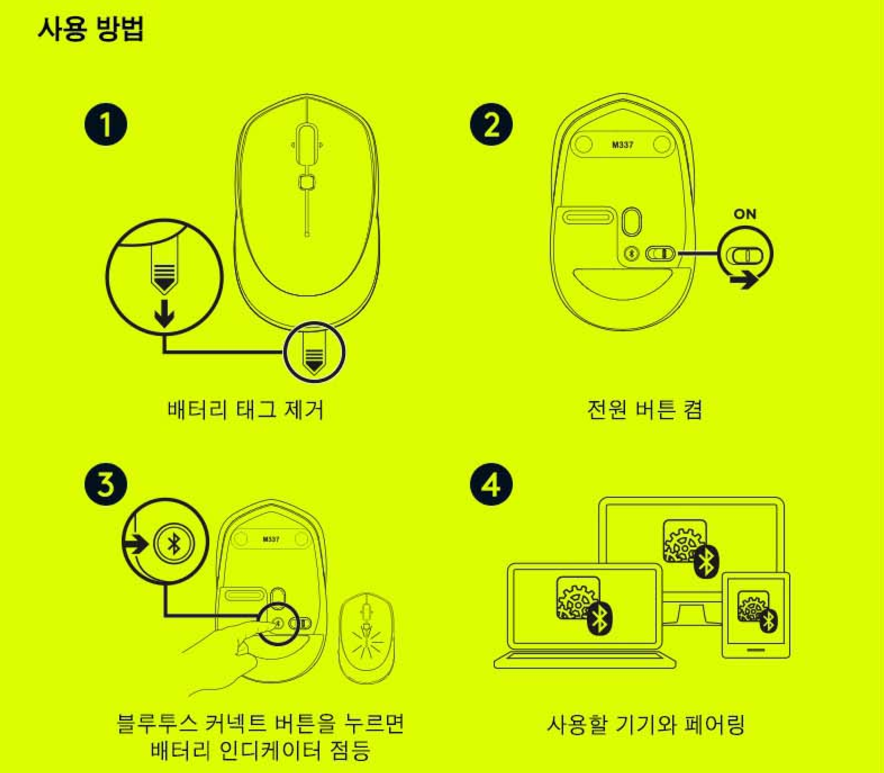 사용 방법
1
2
M337
ON
배터리 태그 제거
전원 버튼 켬
3
4
M337
블루투스 커넥트 버튼을 누르면
배터리 인디케이터 점등
사용할 기기와 페어링